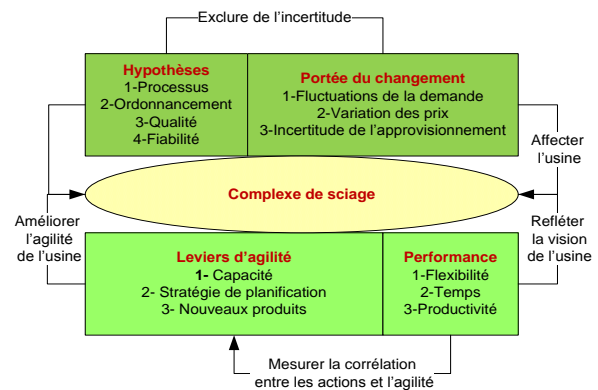 Exclure de l'incertitude
Hypothèses
1-Processus
2-Ordonnancement
3-Qualité
4-Fiabilité
Portée du changement
1-Fluctuations de la demande
2-Variation des prix
3-Incertitude de l'approvisionnement
Affecter
l'usine
Complexe de sciage
Améliorer
l'agilité
de l'usine
Refléter
la vision
de l'usine
Leviers d'agilité
1- Capacité
2- Stratégie de planification
3- Nouveaux produits
Performance
1-Flexibilité
2-Temps
3-Productivité
Mesurer la corrélation
entre les actions et l'agilité